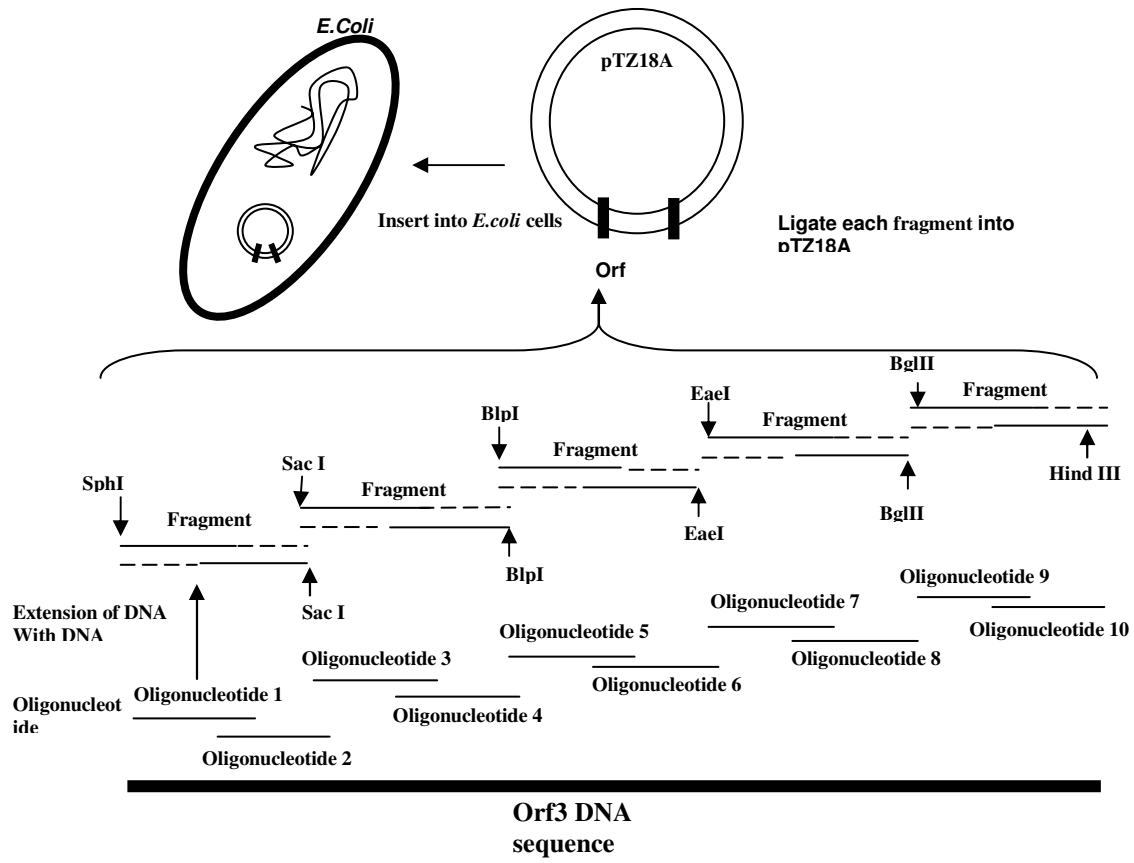 E.Coli
pTZ18A
Insert into E.coli cells
Ligate each fragment into
pTZ18A
Orf
BglII
Fragment
EaeI
BlpI
Fragment
Hind III
Fragment
Sac I
BglII
SphI
Fragment
EaeI
Fragment
BlpI
Oligonucleotide 9
Extension of DNA
With DNA
Sac I
Oligonucleotide 7
Oligonucleotide 10
Oligonucleotide 5
Oligonucleotide 8
Oligonucleotide 3
Oligonucleotide 6
Oligonucleotide 1
Oligonucleot
ide
Oligonucleotide 4
Oligonucleotide 2
Orf3 DNA
sequence